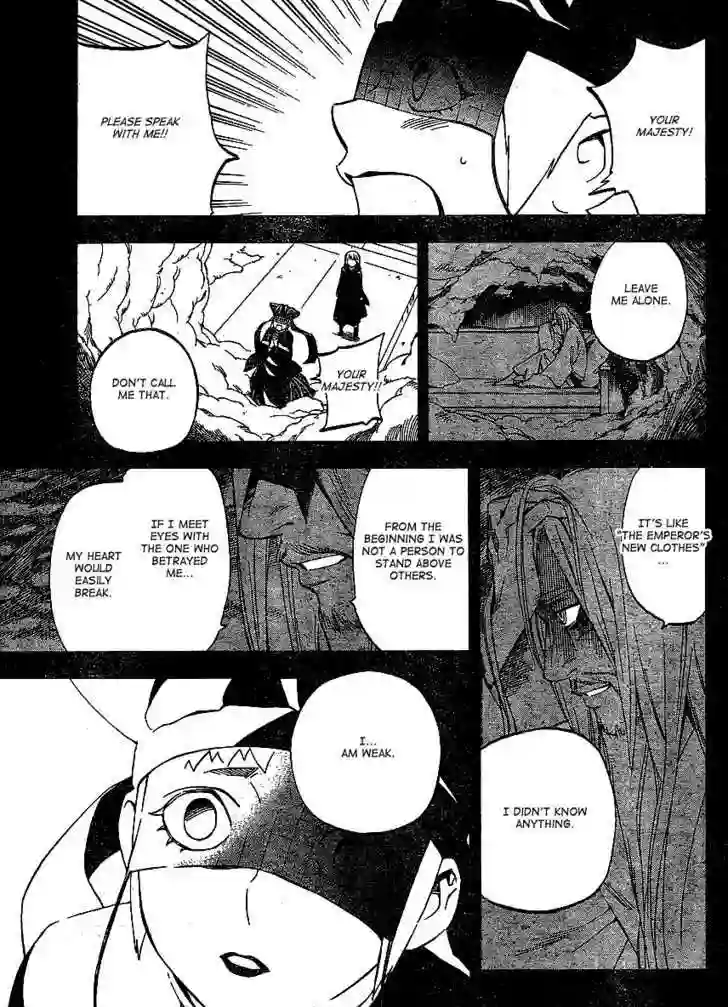 YOUR
MAJESTY!
PLEASE SPEAK
WITH ME!!
LEAVE
ME ALONE.
YOUR
MAJESTY!!
DON'T CALL
ME THAT.
IT'S LIKE
"THE EMPEROR'S
NEW CLOTHES"
...
I DIDN'T KNOW
ANYTHING.
FROM THE
BEGINNING I WAS
NOT A PERSON TO
STAND ABOVE
OTHERS.
IF I MEET
EYES WITH
THE ONE WHO
BETRAYED
ME...
MY HEART
WOULD
EASILY
BREAK.
I...
AM WEAK.